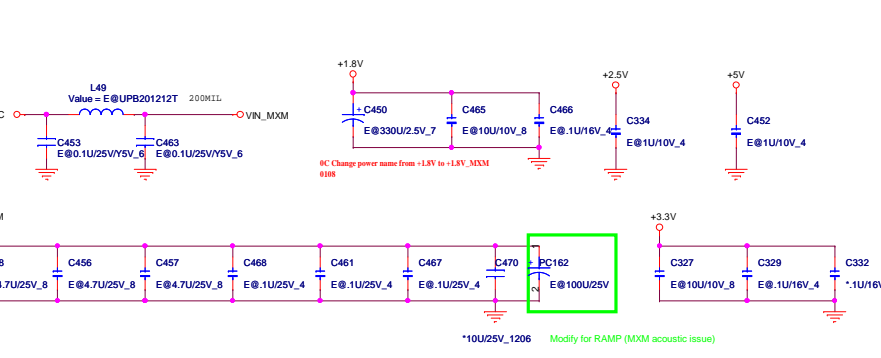 +1.8V
+2.5V
+5V
L49
Value = E@UPB201212T 200MIL
C
VIN_MXM
C453
E@0.1U/25V/Y5V_6
C463
E@0.1U/25V/Y5V_6
+ C450
E@330U/2.5V_7
C465
E@10U/10V_8
C466
E@.1U/16V_4
C334
E@1U/10V_4
C452
E@1U/10V_4
0C Change power name from +1.8V to +1.8V_MXM
0108
M
+3.3V
8
4.7U/25V_8
C456
E@4.7U/25V_8
C457
E@4.7U/25V_8
C468
E@.1U/25V_4
C461
E@.1U/25V_4
C467
E@.1U/25V_4
C470
*10U/25V_1206
1
+ PC162
E@100U/25V
2
C327
E@10U/10V_8
C329
E@.1U/16V_4
C332
*.1U/16V
Modify for RAMP (MXM acoustic issue)